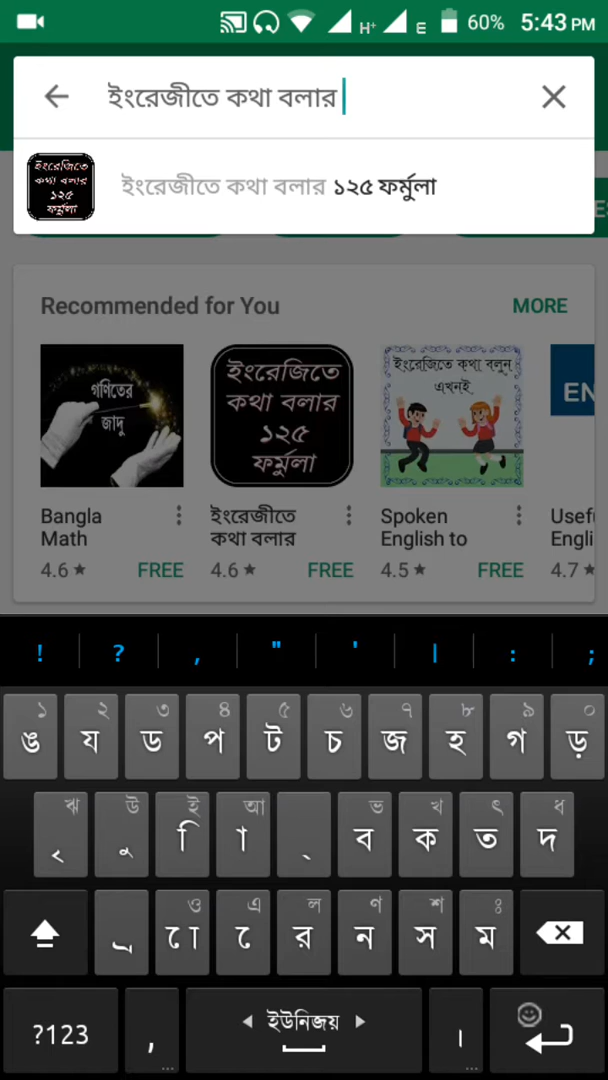 H+ E 60% 5:43 PM
ইংরেজীতে কথা বলার
ইংরেজিতে
কথা বলার
১২৫
ফর্মুলা
ইংরেজীতে কথা বলার ১২৫ ফর্মুলা
Recommended for You MORE
গণিতের
জাদু
ইংরেজিতে
কথা বলার
১২৫
ফর্মুলা
ইংরেজিতে কথা বলুন
এখনই
EN
Bangla
Math
4.6 ★ FREE
ইংরেজীতে
কথা বলার
4.6 ★ FREE
Spoken
English to
4.5 ★ FREE
Usef
Engli
4.7 ★
! ? , " ' | : ;
১ ২ ৩ ৪ ৫ ৬ ৭ ৮ ৯ ০
ঙ য ড প ট চ জ হ গ ড়
ঋ উ ই আ ভ খ ৎ ধ
ৃ ু ি া ্ ব ক ত দ
ও এ ল ণ শ ঃ
ো ে র ন স ম
?123 , ইউনিজয় ।